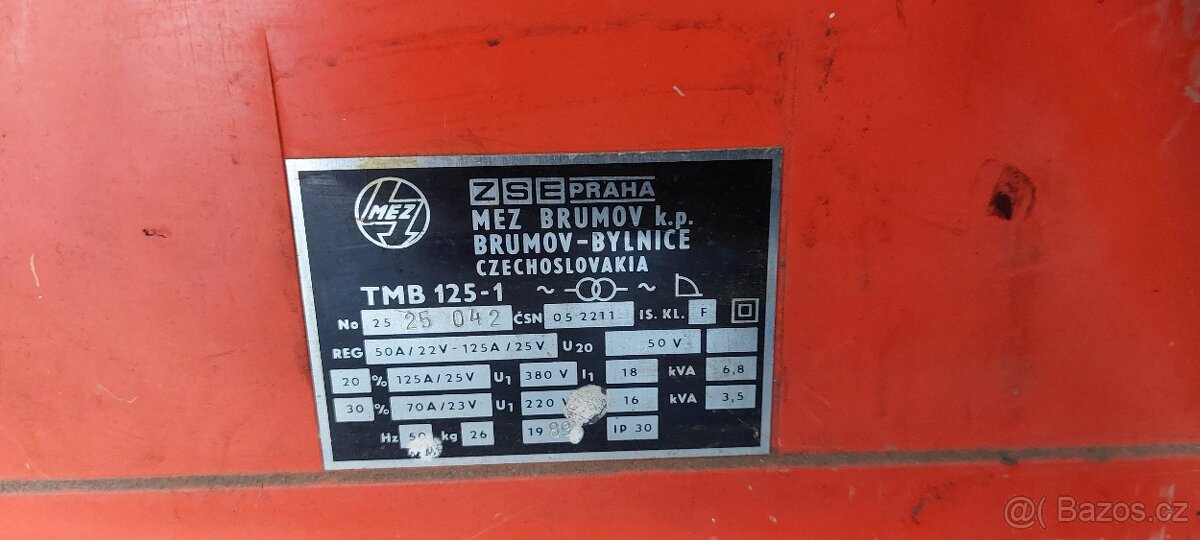 MEZ
ZSE PRAHA
MEZ BRUMOV k.p.
BRUMOV-BYLNICE
CZECHOSLOVAKIA
TMB 125-1 ~ ~
No 25 25 042 ČSN 05 2211 IS. KL. F
REG 50A/22V-125A/25V U20 50 V
20 % 125A/25V U1 380 V I1 18 kVA 6,8
30 % 70A/23V U1 220 V 16 kVA 3,5
Hz 50 kg 26 1989 IP 30
@ Bazos.cz